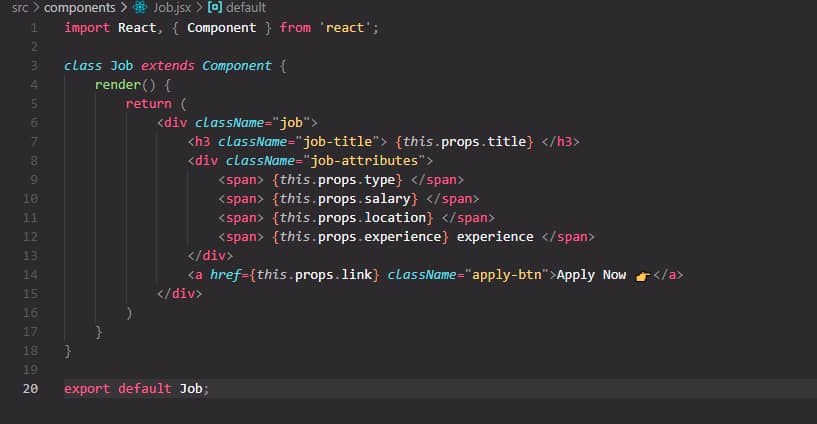 src > components > Job.jsx > default
1 import React, { Component } from 'react';
2
3 class Job extends Component {
4     render() {
5         return (
6             <div className="job">
7                 <h3 className="job-title"> {this.props.title} </h3>
8                 <div className="job-attributes">
9                     <span> {this.props.type} </span>
10                     <span> {this.props.salary} </span>
11                     <span> {this.props.location} </span>
12                     <span> {this.props.experience} experience </span>
13                 </div>
14                 <a href={this.props.link} className="apply-btn">Apply Now 👉</a>
15             </div>
16         )
17     }
18 }
19
20 export default Job;